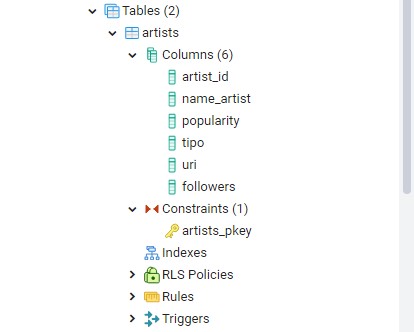 Tables (2)
artists
Columns (6)
artist_id
name_artist
popularity
tipo
uri
followers
Constraints (1)
artists_pkey
Indexes
RLS Policies
Rules
Triggers